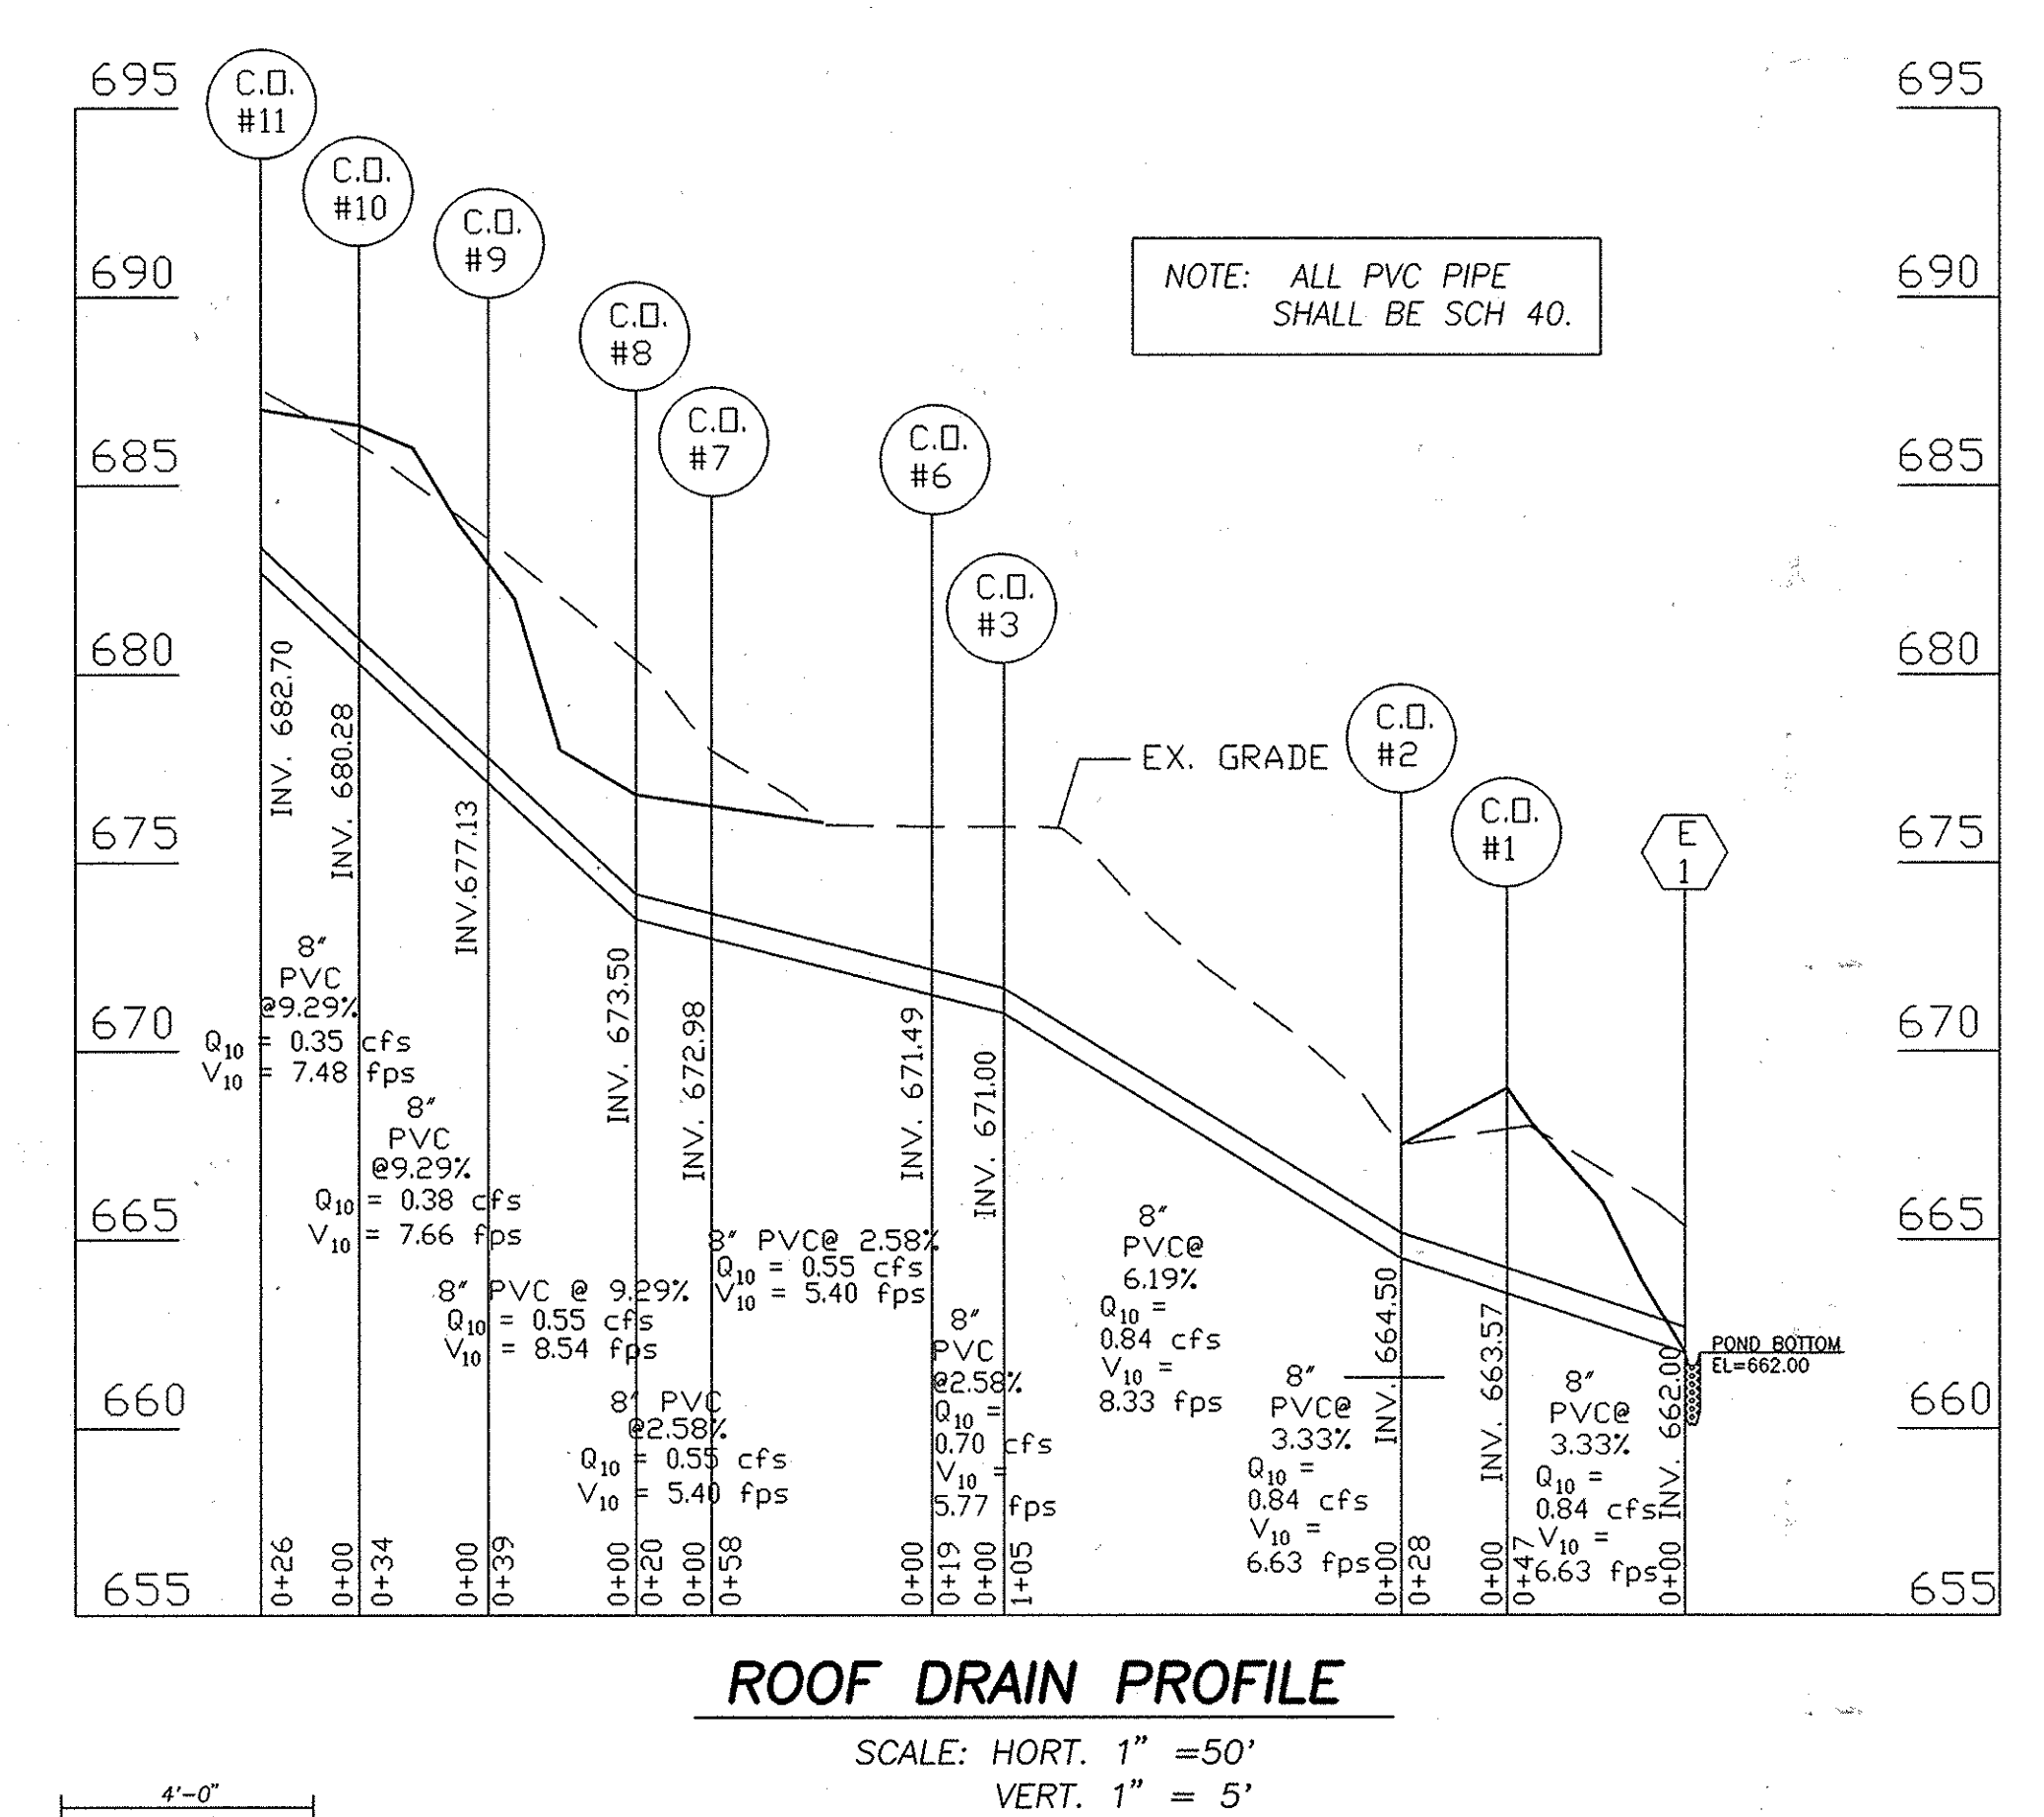 695
690
685
680
675
670
665
660
655
C.O.
#11
C.O.
#10
C.O.
#9
C.O.
#8
C.O.
#7
C.O.
#6
C.O.
#3
C.O.
#2
C.O.
#1
E
1
695
690
685
680
675
670
665
660
655
NOTE: ALL PVC PIPE
SHALL BE SCH 40.
EX. GRADE
INV. 682.70
INV. 680.28
INV.677.13
INV. 673.50
INV. 672.98
INV. 671.49
INV. 671.00
INV. 664.50
INV. 663.57
INV. 662.00
POND BOTTOM
EL=662.00
8"
PVC
@9.29%
Q10 = 0.35 cfs
V10 = 7.48 fps
8"
PVC
@9.29%
Q10 = 0.38 cfs
V10 = 7.66 fps
8" PVC @ 9.29%
Q10 = 0.55 cfs
V10 = 8.54 fps
8" PVC
@2.58%
Q10 = 0.55 cfs
V10 = 5.40 fps
8" PVC@ 2.58%
Q10 = 0.55 cfs
V10 = 5.40 fps
8"
PVC
@2.58%
Q10 =
0.70 cfs
V10 =
5.77 fps
8"
PVC@
6.19%
Q10 =
0.84 cfs
V10 =
8.33 fps
8"
PVC@
3.33%
Q10 =
0.84 cfs
V10 =
6.63 fps
8"
PVC@
3.33%
Q10 =
0.84 cfs
V10 =
6.63 fps
0+26
0+00
0+34
0+00
0+39
0+00
0+20
0+00
0+58
0+00
0+19
0+00
1+05
0+00
0+28
0+00
0+47
0+00
ROOF DRAIN PROFILE
SCALE: HORT. 1" =50'
VERT. 1" = 5'
4'-0"